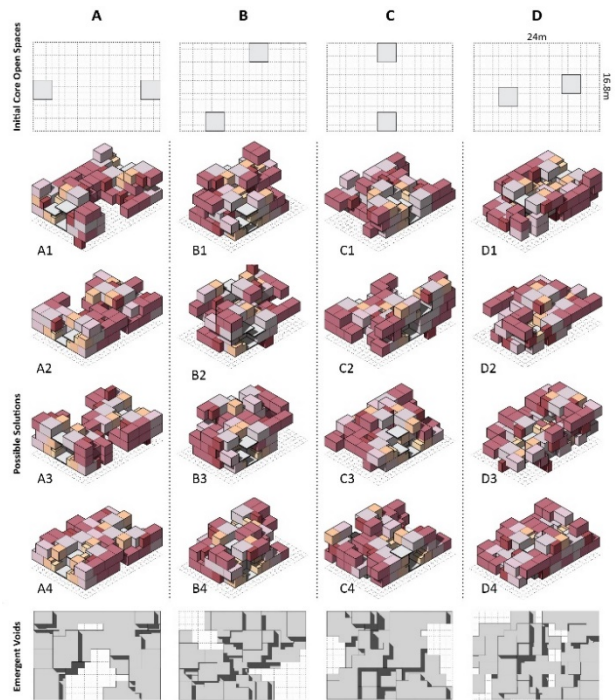 A B C D
Initial Core Open Spaces
24m
16.8m
A1 B1 C1 D1
A2 B2 C2 D2
Possible Solutions
A3 B3 C3 D3
A4 B4 C4 D4
Emergent Voids